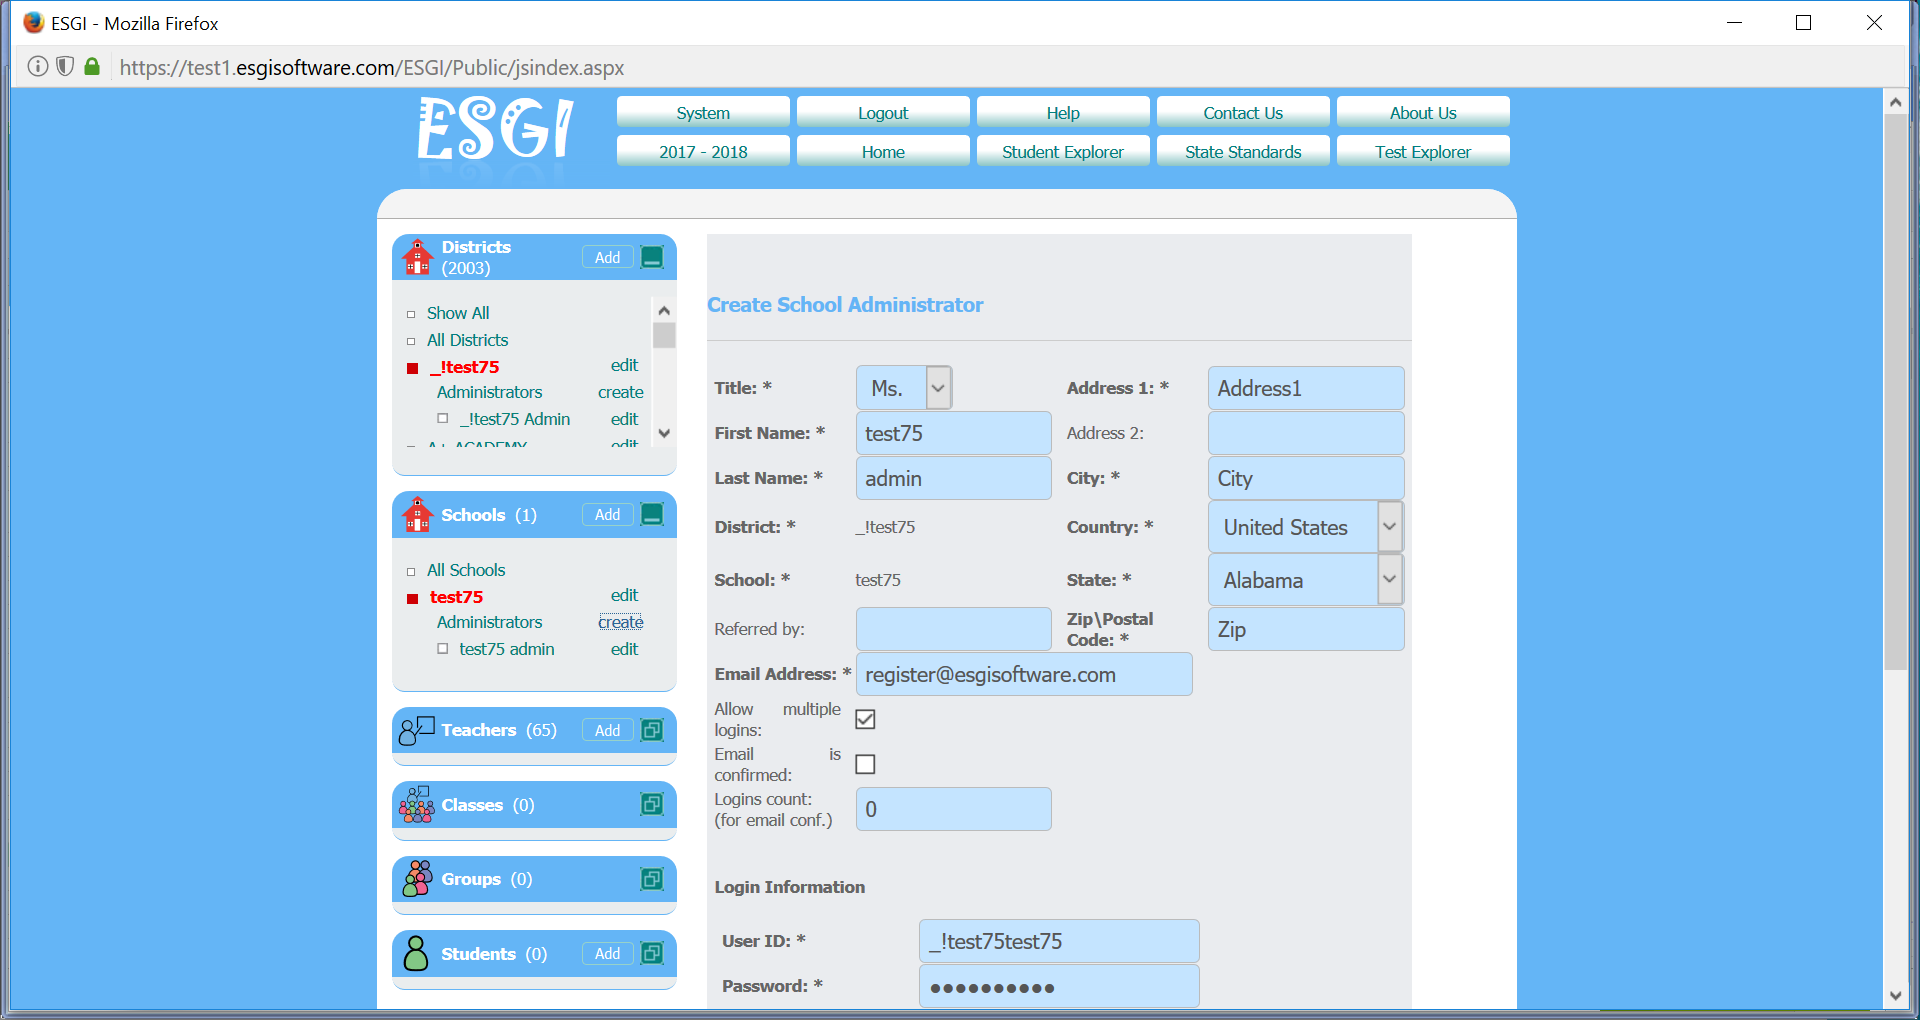 ESGI - Mozilla Firefox
https://test1.esgisoftware.com/ESGI/Public/jsindex.aspx
ESGI
System Logout Help Contact Us About Us
2017 - 2018 Home Student Explorer State Standards Test Explorer
Districts
(2003)
Add
Show All
All Districts
_!test75 edit
Administrators create
_!test75 Admin edit
A+ ACADEMY edit
Schools (1) Add
All Schools
test75 edit
Administrators create
test75 admin edit
Teachers (65) Add
Classes (0)
Groups (0)
Students (0) Add
Create School Administrator
Title: * Ms. Address 1: * Address1
First Name: * test75 Address 2:
Last Name: * admin City: * City
District: * _!test75 Country: * United States
School: * test75 State: * Alabama
Referred by: Zip\Postal
Code: * Zip
Email Address: * register@esgisoftware.com
Allow multiple
logins:
Email is
confirmed:
Logins count:
(for email conf.) 0
Login Information
User ID: * _!test75test75
Password: * ●●●●●●●●●●